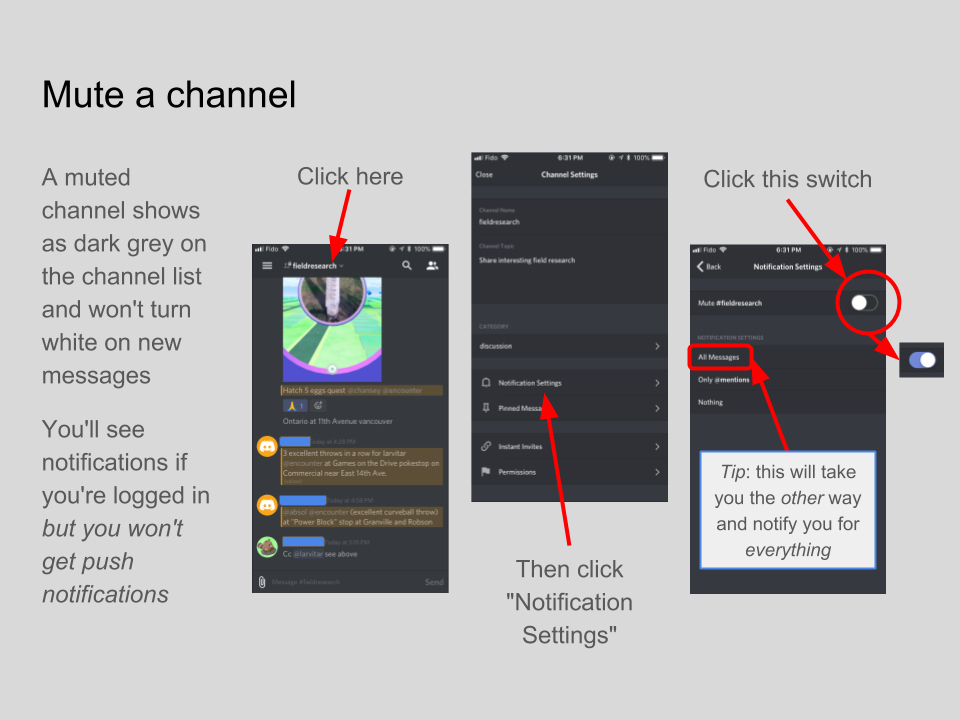 Mute a channel
A muted
channel shows
as dark grey on
the channel list
and won't turn
white on new
messages
You'll see
notifications if
you're logged in
but you won't
get push
notifications
Click here
Fido 6:31 PM 100%
fieldresearch
Hatch 5 eggs quest @chansey @encounter
1
Ontario at 11th Avenue vancouver
today at 4:28 PM
3 excellent throws in a row for larvitar
@encounter at Games on the Drive pokestop on
Commercial near East 14th Ave.
(edited)
Today at 4:38 PM
@absol @encounter (excellent curveball throw)
at "Power Block" stop at Granville and Robson
Today at 5:15 PM
Cc @larvitar see above
Message #fieldresearch Send
Fido 6:31 PM 100%
Close Channel Settings
Channel Name
fieldresearch
Channel Topic
Share interesting field research
CATEGORY
discussion
Notification Settings
Pinned Messa
Instant Invites
Permissions
Then click
"Notification
Settings"
Click this switch
Fido 6:31 PM 100%
Back Notification Settings
Mute #fieldresearch
NOTIFICATION SETTINGS
All Messages
Only @mentions
Nothing
Tip: this will take
you the other way
and notify you for
everything